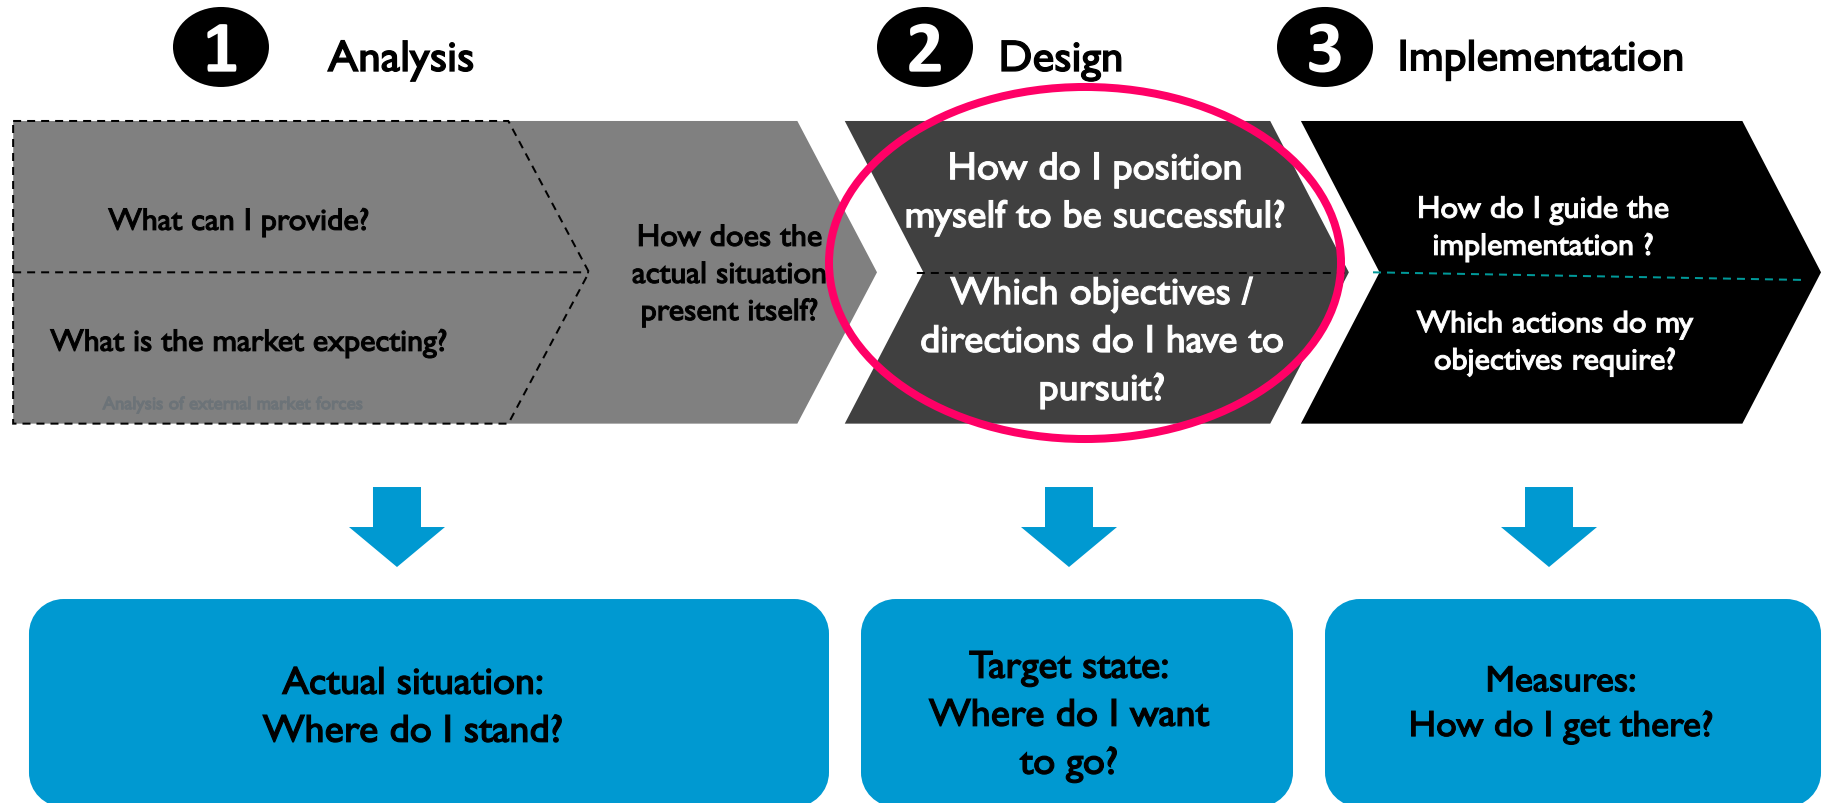 1 Analysis
2 Design
3 Implementation
What can I provide?
What is the market expecting?
Analysis of external market forces
How does the
actual situation
present itself?
How do I position
myself to be successful?
Which objectives /
directions do I have to
pursuit?
How do I guide the
implementation ?
Which actions do my
objectives require?
Actual situation:
Where do I stand?
Target state:
Where do I want
to go?
Measures:
How do I get there?